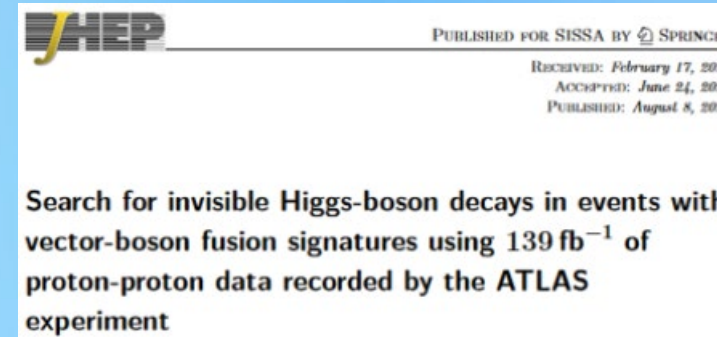 JHEP
PUBLISHED FOR SISSA BY SPRINGE
RECEIVED: February 17, 20
ACCEPTED: June 24, 20
PUBLISHED: August 8, 20
Search for invisible Higgs-boson decays in events with
vector-boson fusion signatures using 139 fb⁻¹ of
proton-proton data recorded by the ATLAS
experiment